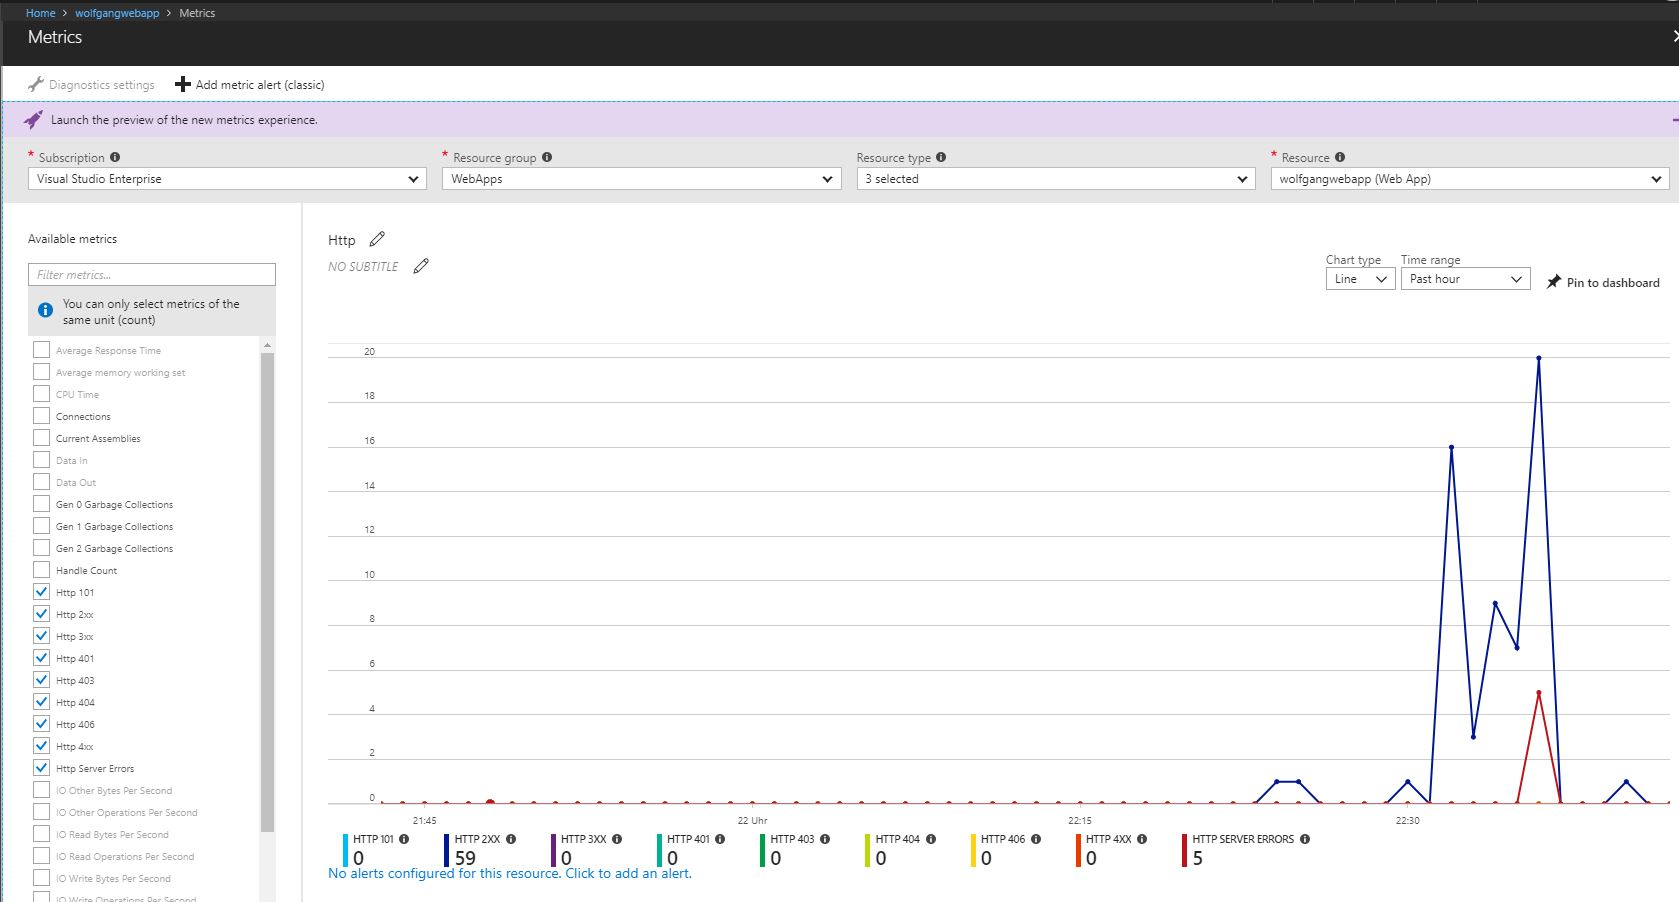 Home > wolfgangwebapp > Metrics
Metrics
Diagnostics settings
Add metric alert (classic)
Launch the preview of the new metrics experience.
* Subscription
Visual Studio Enterprise
* Resource group
WebApps
Resource type
3 selected
* Resource
wolfgangwebapp (Web App)
Available metrics
Filter metrics...
You can only select metrics of the
same unit (count)
Average Response Time
Average memory working set
CPU Time
Connections
Current Assemblies
Data In
Data Out
Gen 0 Garbage Collections
Gen 1 Garbage Collections
Gen 2 Garbage Collections
Handle Count
Http 101
Http 2xx
Http 3xx
Http 401
Http 403
Http 404
Http 406
Http 4xx
Http Server Errors
IO Other Bytes Per Second
IO Other Operations Per Second
IO Read Bytes Per Second
IO Read Operations Per Second
IO Write Bytes Per Second
IO Write Operations Per Second
Http
NO SUBTITLE
Chart type
Line
Time range
Past hour
Pin to dashboard
20
18
16
14
12
10
8
6
4
2
0
21:45
22 Uhr
22:15
22:30
HTTP 101
0
HTTP 2XX
59
HTTP 3XX
0
HTTP 401
0
HTTP 403
0
HTTP 404
0
HTTP 406
0
HTTP 4XX
0
HTTP SERVER ERRORS
5
No alerts configured for this resource. Click to add an alert.